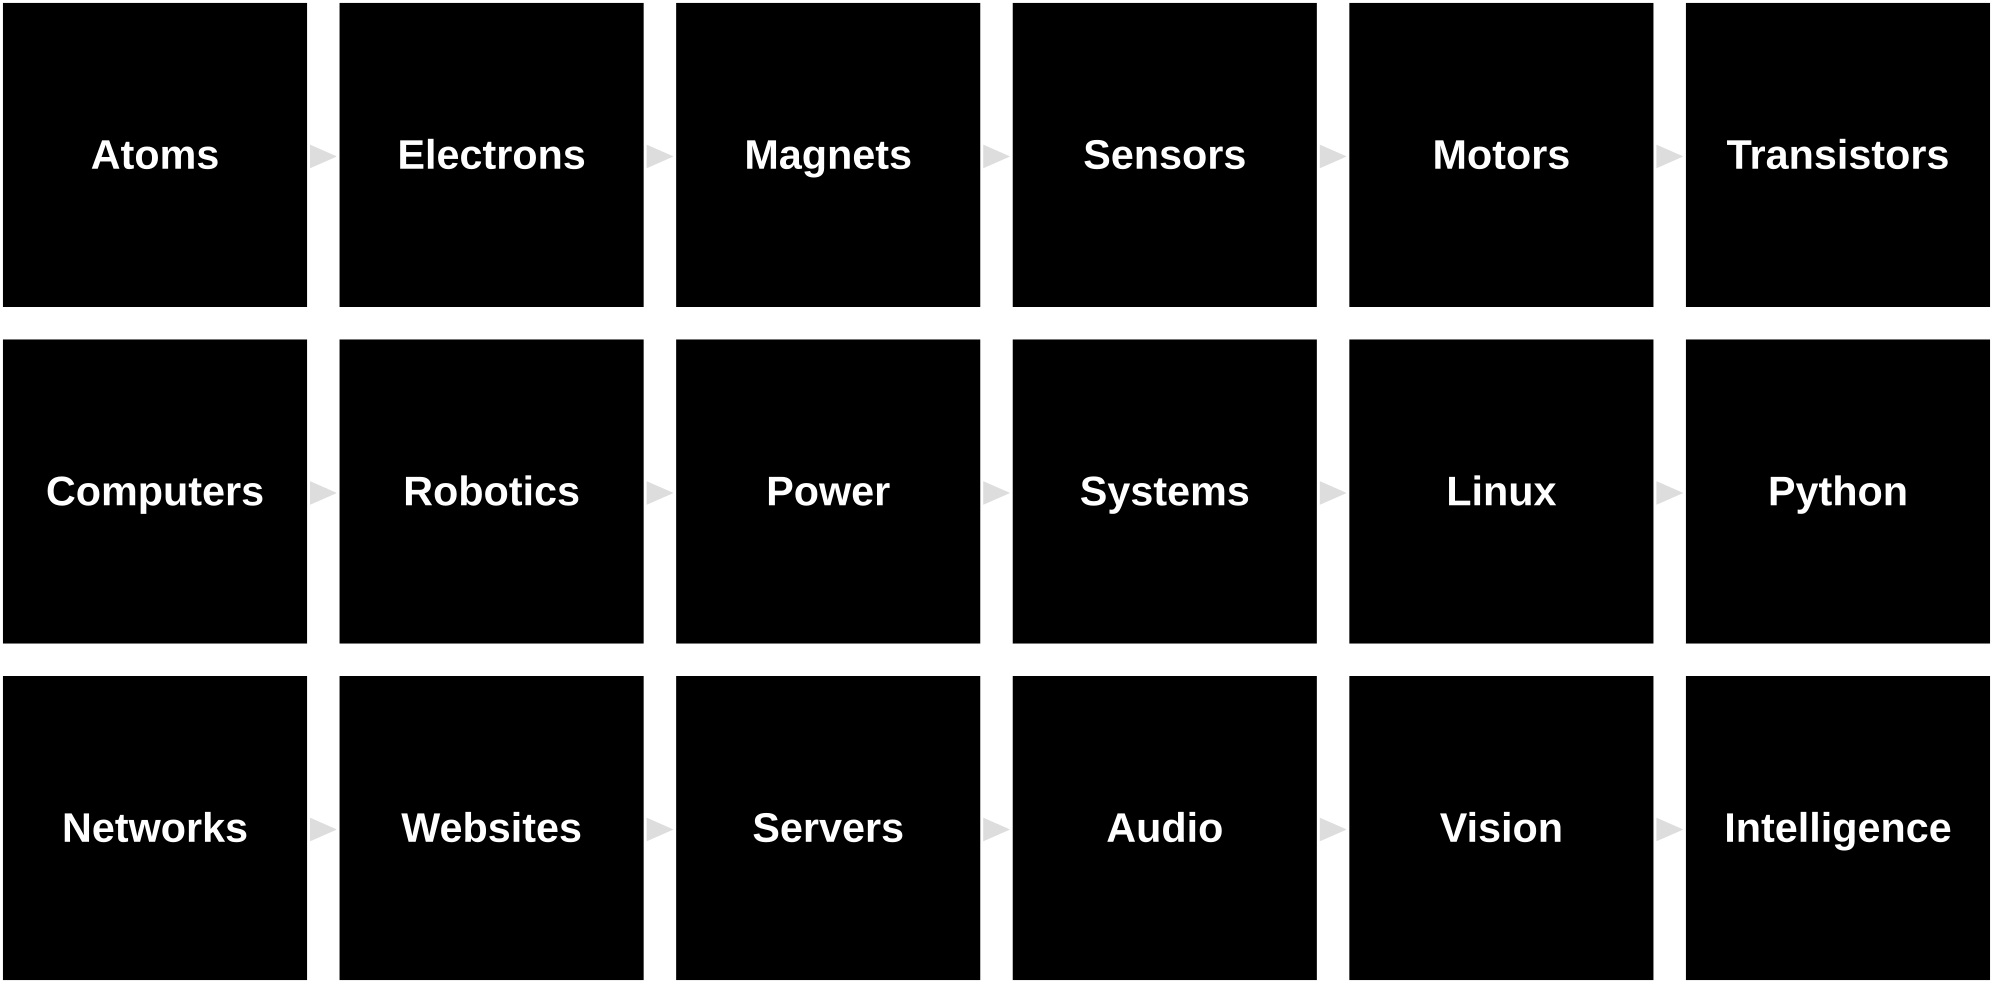 Atoms
Electrons
Magnets
Sensors
Motors
Transistors
Computers
Robotics
Power
Systems
Linux
Python
Networks
Websites
Servers
Audio
Vision
Intelligence